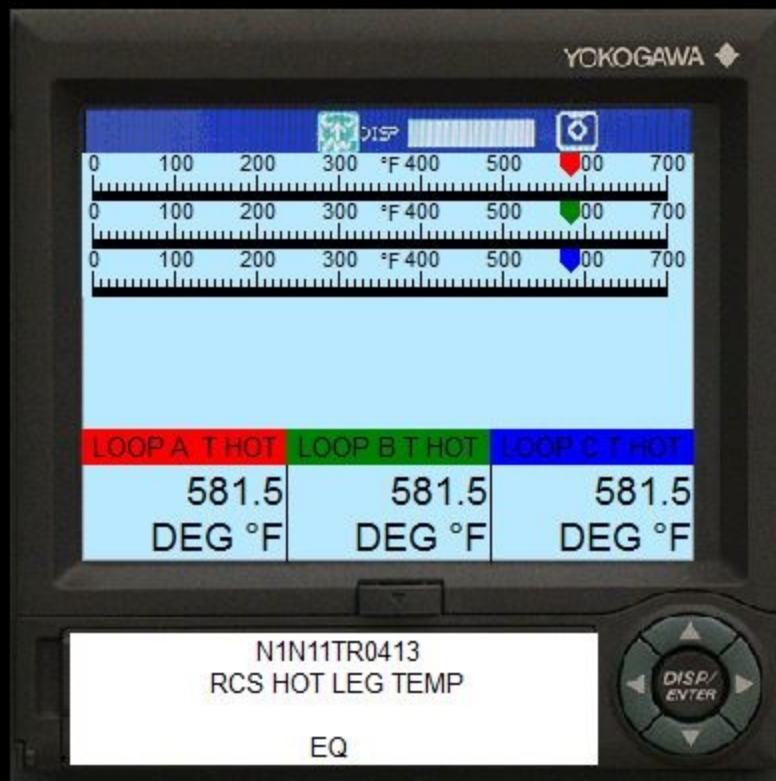 YOKOGAWA
DISP
0 100 200 300 °F 400 500 00 700
0 100 200 300 °F 400 500 00 700
0 100 200 300 °F 400 500 00 700
LOOP A T HOT LOOP B T HOT LOOP C T HOT
581.5 581.5 581.5
DEG °F DEG °F DEG °F
N1N11TR0413
RCS HOT LEG TEMP
EQ
DISP/
ENTER